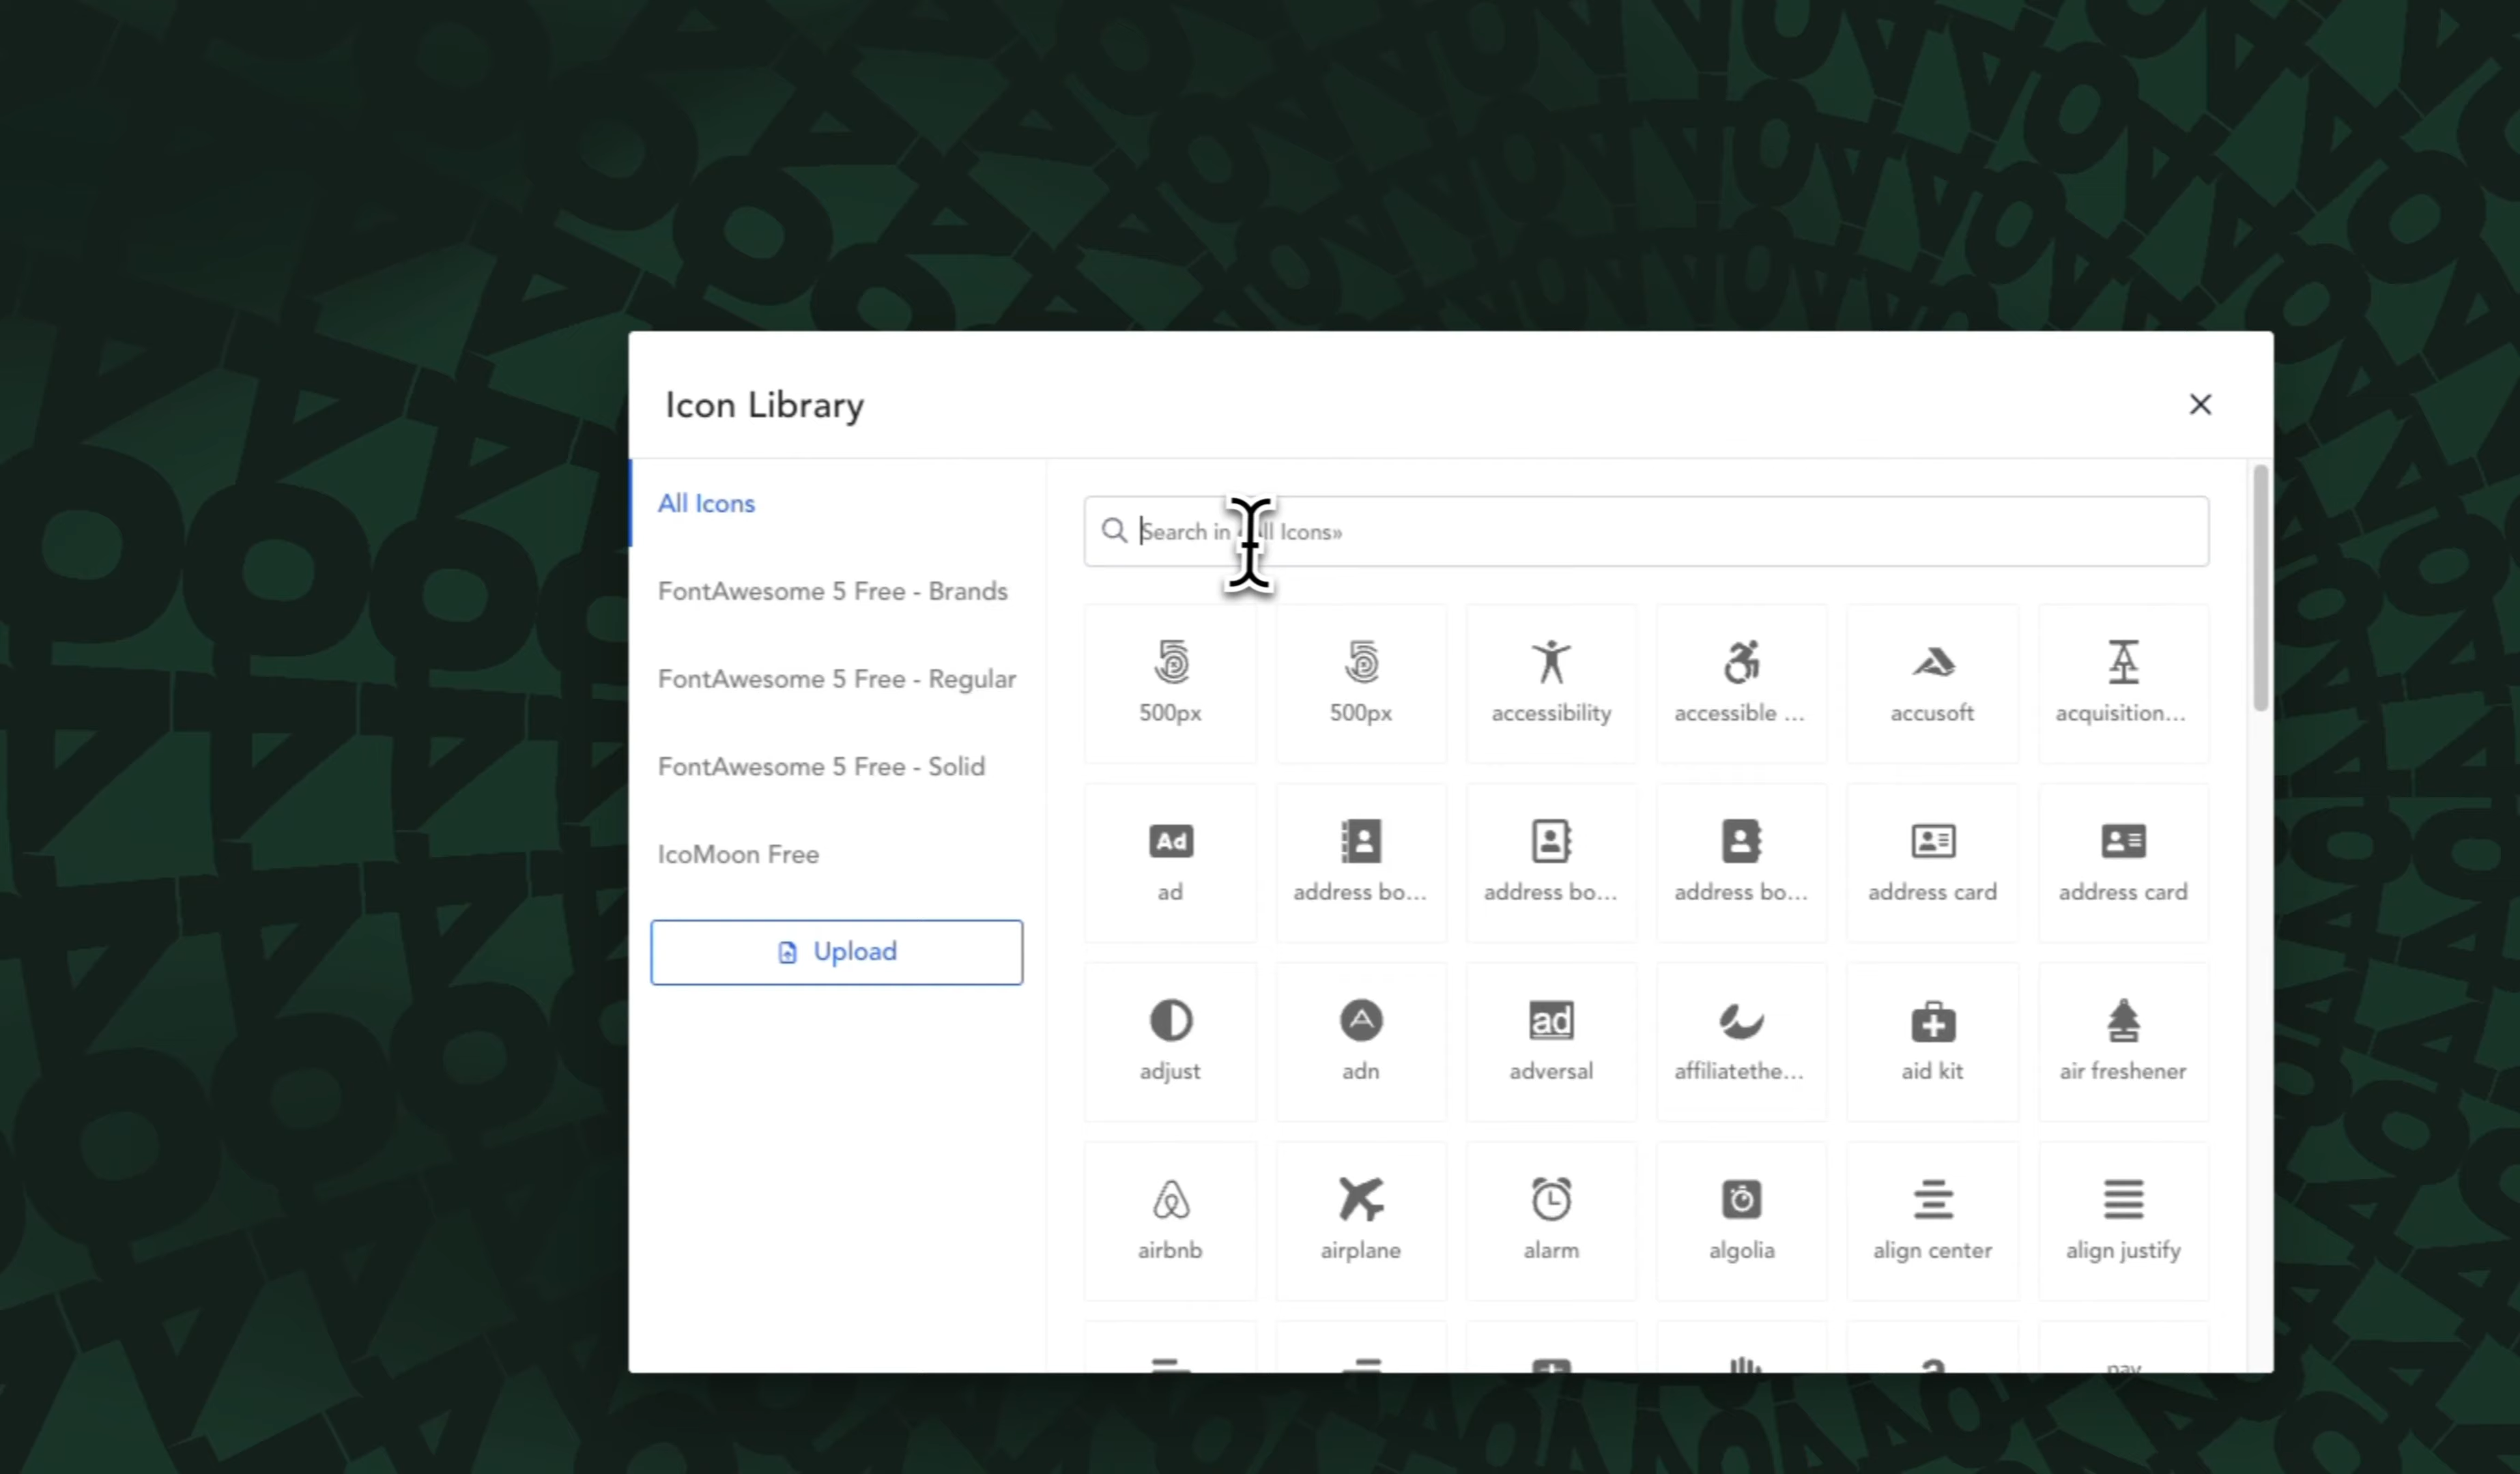 Icon Library
All Icons
FontAwesome 5 Free - Brands
FontAwesome 5 Free - Regular
FontAwesome 5 Free - Solid
IcoMoon Free
Upload
Search in ll Icons»
500px
500px
accessibility
accessible ...
accusoft
acquisition...
Ad
ad
address bo...
address bo...
address bo...
address card
address card
adjust
adn
ad
adversal
affiliatethe...
aid kit
air freshener
airbnb
airplane
alarm
algolia
align center
align justify